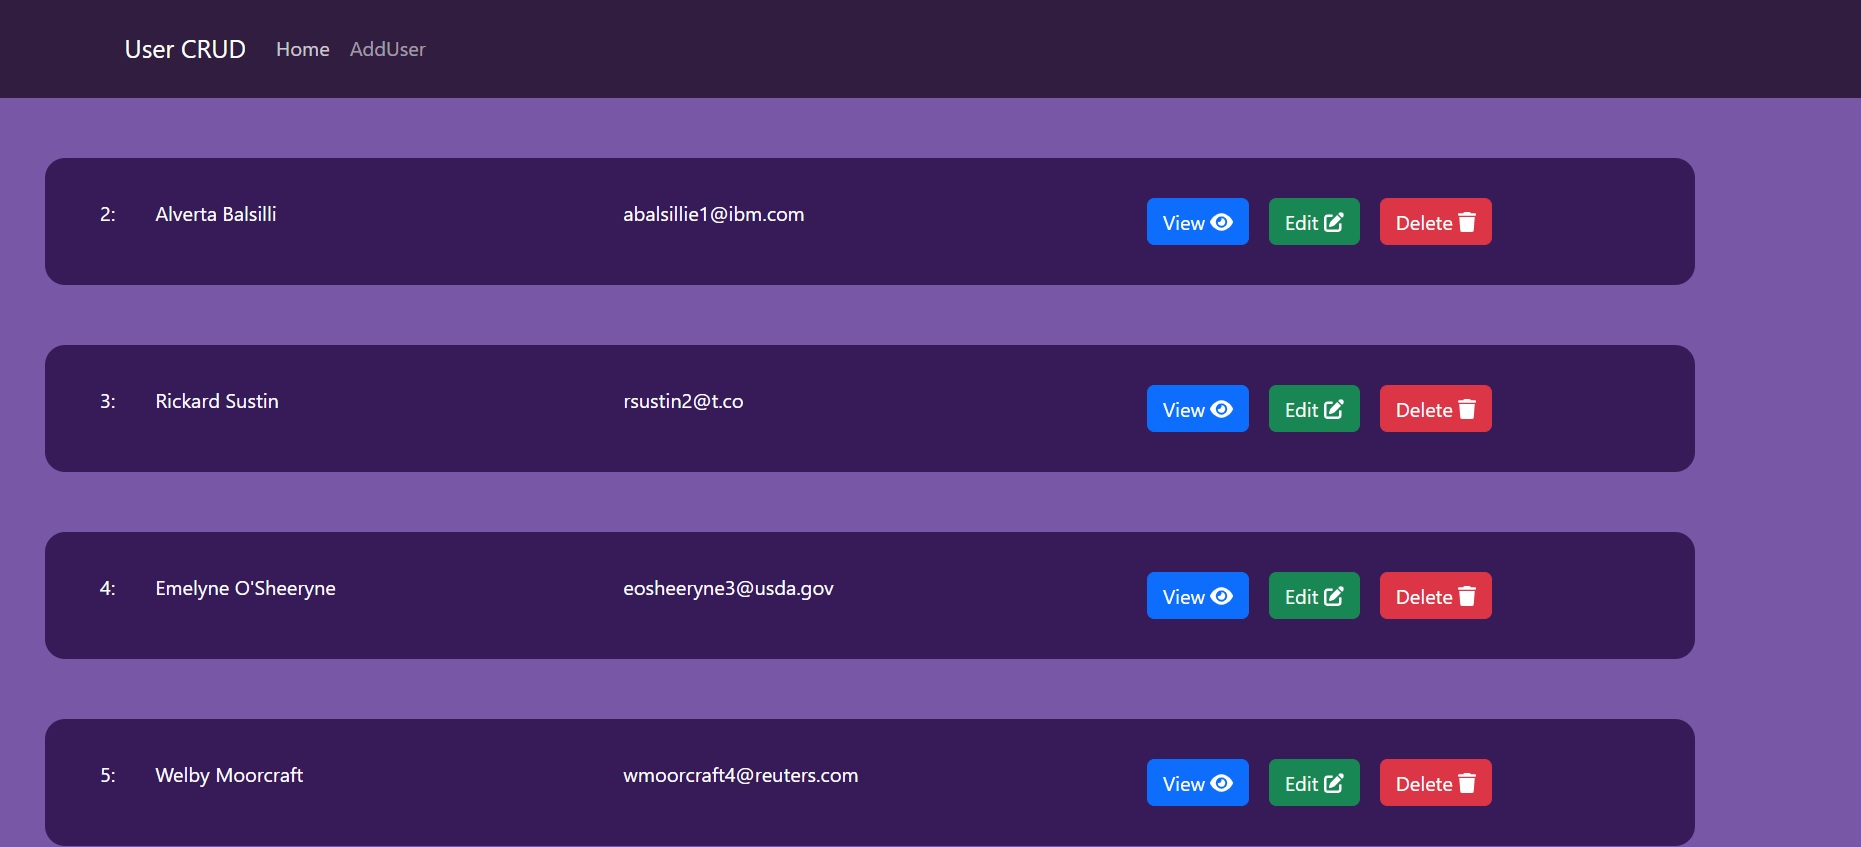 User CRUD Home AddUser
2: Alverta Balsilli abalsillie1@ibm.com View Edit Delete
3: Rickard Sustin rsustin2@t.co View Edit Delete
4: Emelyne O'Sheeryne eosheeryne3@usda.gov View Edit Delete
5: Welby Moorcraft wmoorcraft4@reuters.com View Edit Delete